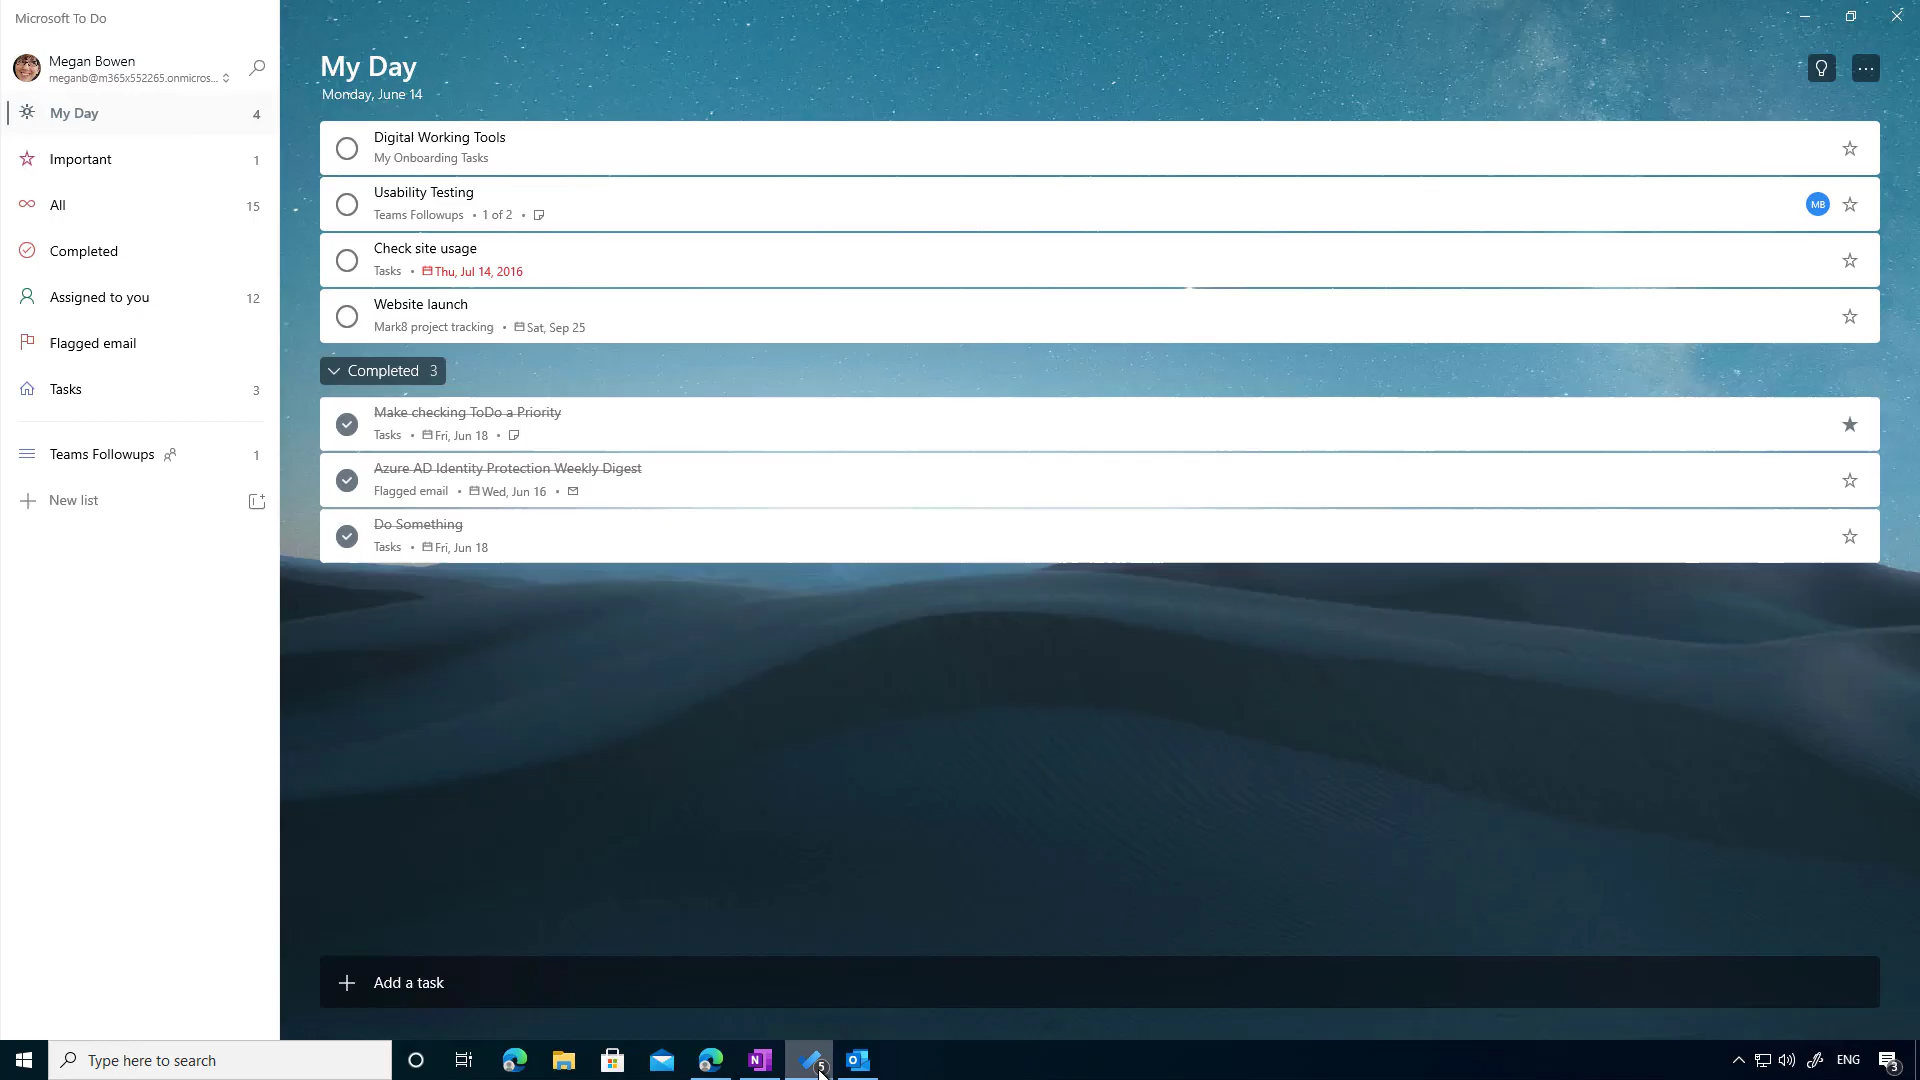 Microsoft To Do
Megan Bowen
meganb@m365x552265.onmicros...
My Day 4
Important 1
All 15
Completed
Assigned to you 12
Flagged email
Tasks 3
Teams Followups 1
New list
My Day
Monday, June 14
Digital Working Tools
My Onboarding Tasks
Usability Testing
Teams Followups • 1 of 2 •
MB
Check site usage
Tasks • Thu, Jul 14, 2016
Website launch
Mark8 project tracking • Sat, Sep 25
Completed 3
Make checking ToDo a Priority
Tasks • Fri, Jun 18 •
Azure AD Identity Protection Weekly Digest
Flagged email • Wed, Jun 16 •
Do Something
Tasks • Fri, Jun 18
Add a task
Type here to search
N
5
O
ENG
3